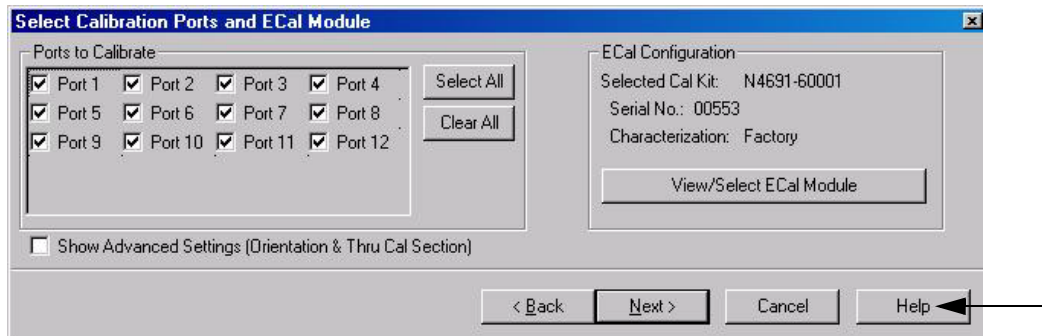 Select Calibration Ports and ECal Module
Ports to Calibrate
Port 1 Port 2 Port 3 Port 4
Port 5 Port 6 Port 7 Port 8
Port 9 Port 10 Port 11 Port 12
Select All
Clear All
ECal Configuration
Selected Cal Kit: N4691-60001
Serial No.: 00553
Characterization: Factory
View/Select ECal Module
Show Advanced Settings (Orientation & Thru Cal Section)
< Back Next > Cancel Help